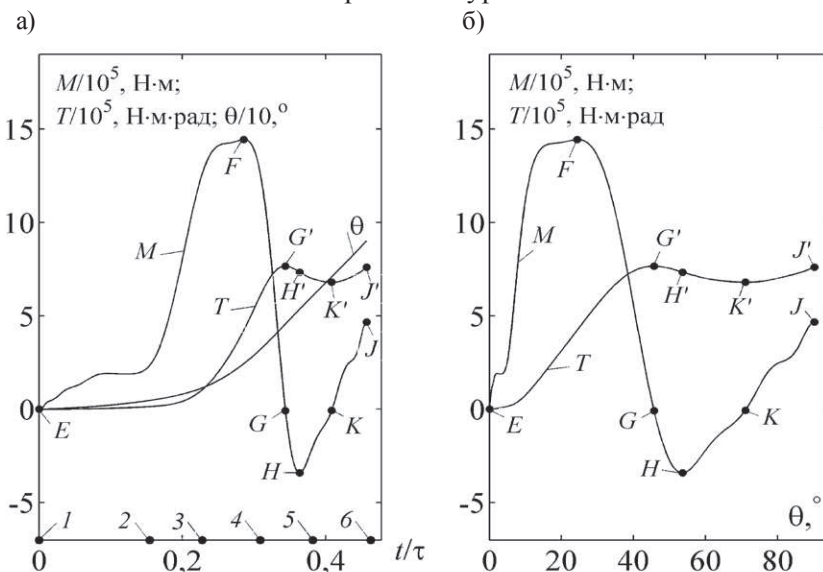 а)
б)
M/10⁵, Н·м;
T/10⁵, Н·м·рад; θ/10,°
15
10
5
0
-5
F
M
G'
θ
H'
T
K'
J'
J
E
G
K
H
1
2
3
4
5
6
0
0,2
0,4
t/τ
M/10⁵, Н·м;
T/10⁵, Н·м·рад
15
10
5
0
-5
F
M
G'
H'
K'
J'
J
T
E
G
K
H
θ,°
0
20
40
60
80